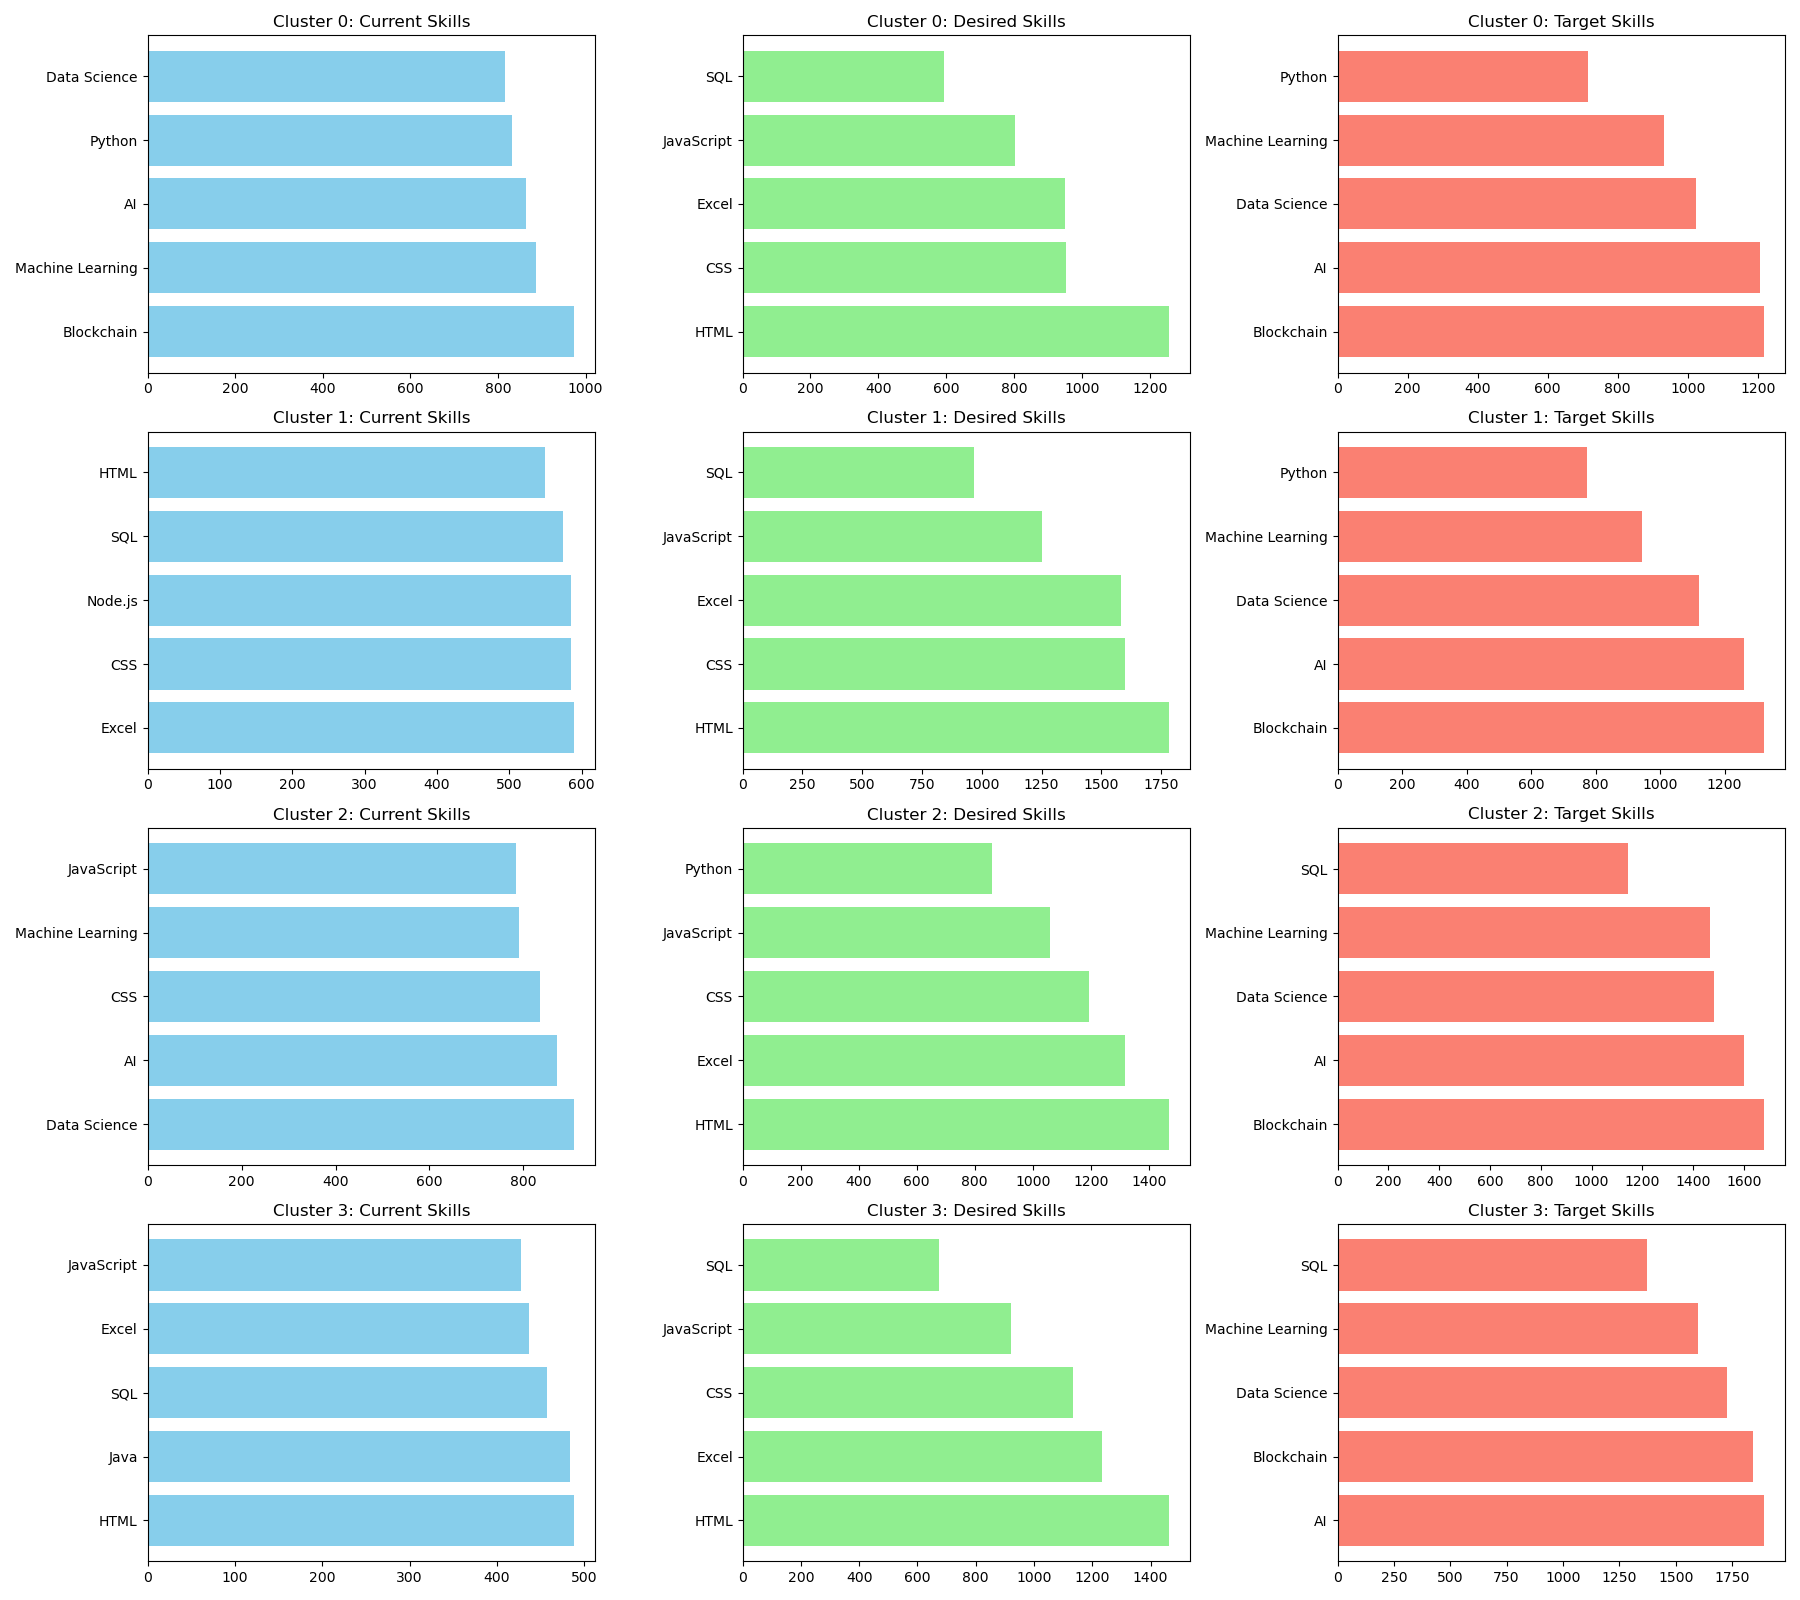 Cluster 0: Current Skills
Data Science
Python
AI
Machine Learning
Blockchain
0 200 400 600 800 1000
Cluster 0: Desired Skills
SQL
JavaScript
Excel
CSS
HTML
0 200 400 600 800 1000 1200
Cluster 0: Target Skills
Python
Machine Learning
Data Science
AI
Blockchain
0 200 400 600 800 1000 1200
Cluster 1: Current Skills
HTML
SQL
Node.js
CSS
Excel
0 100 200 300 400 500 600
Cluster 1: Desired Skills
SQL
JavaScript
Excel
CSS
HTML
0 250 500 750 1000 1250 1500 1750
Cluster 1: Target Skills
Python
Machine Learning
Data Science
AI
Blockchain
0 200 400 600 800 1000 1200
Cluster 2: Current Skills
JavaScript
Machine Learning
CSS
AI
Data Science
0 200 400 600 800
Cluster 2: Desired Skills
Python
JavaScript
CSS
Excel
HTML
0 200 400 600 800 1000 1200 1400
Cluster 2: Target Skills
SQL
Machine Learning
Data Science
AI
Blockchain
0 200 400 600 800 1000 1200 1400 1600
Cluster 3: Current Skills
JavaScript
Excel
SQL
Java
HTML
0 100 200 300 400 500
Cluster 3: Desired Skills
SQL
JavaScript
CSS
Excel
HTML
0 200 400 600 800 1000 1200 1400
Cluster 3: Target Skills
SQL
Machine Learning
Data Science
Blockchain
AI
0 250 500 750 1000 1250 1500 1750